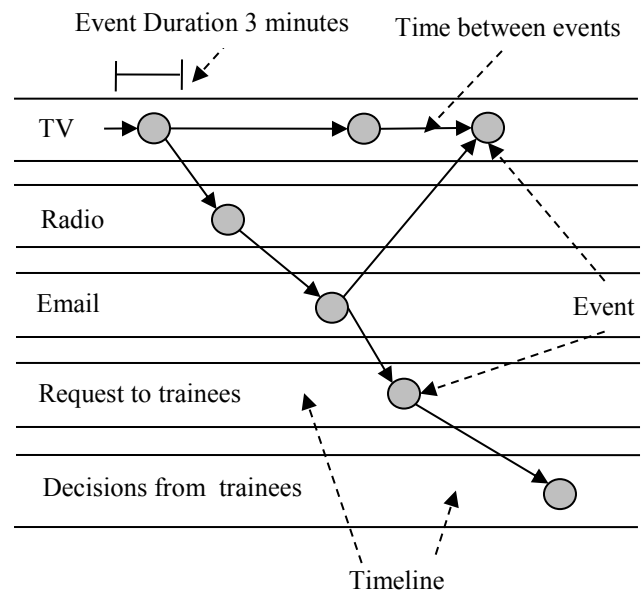 Event Duration 3 minutes
Time between events
TV
Radio
Email
Event
Request to trainees
Decisions from trainees
Timeline